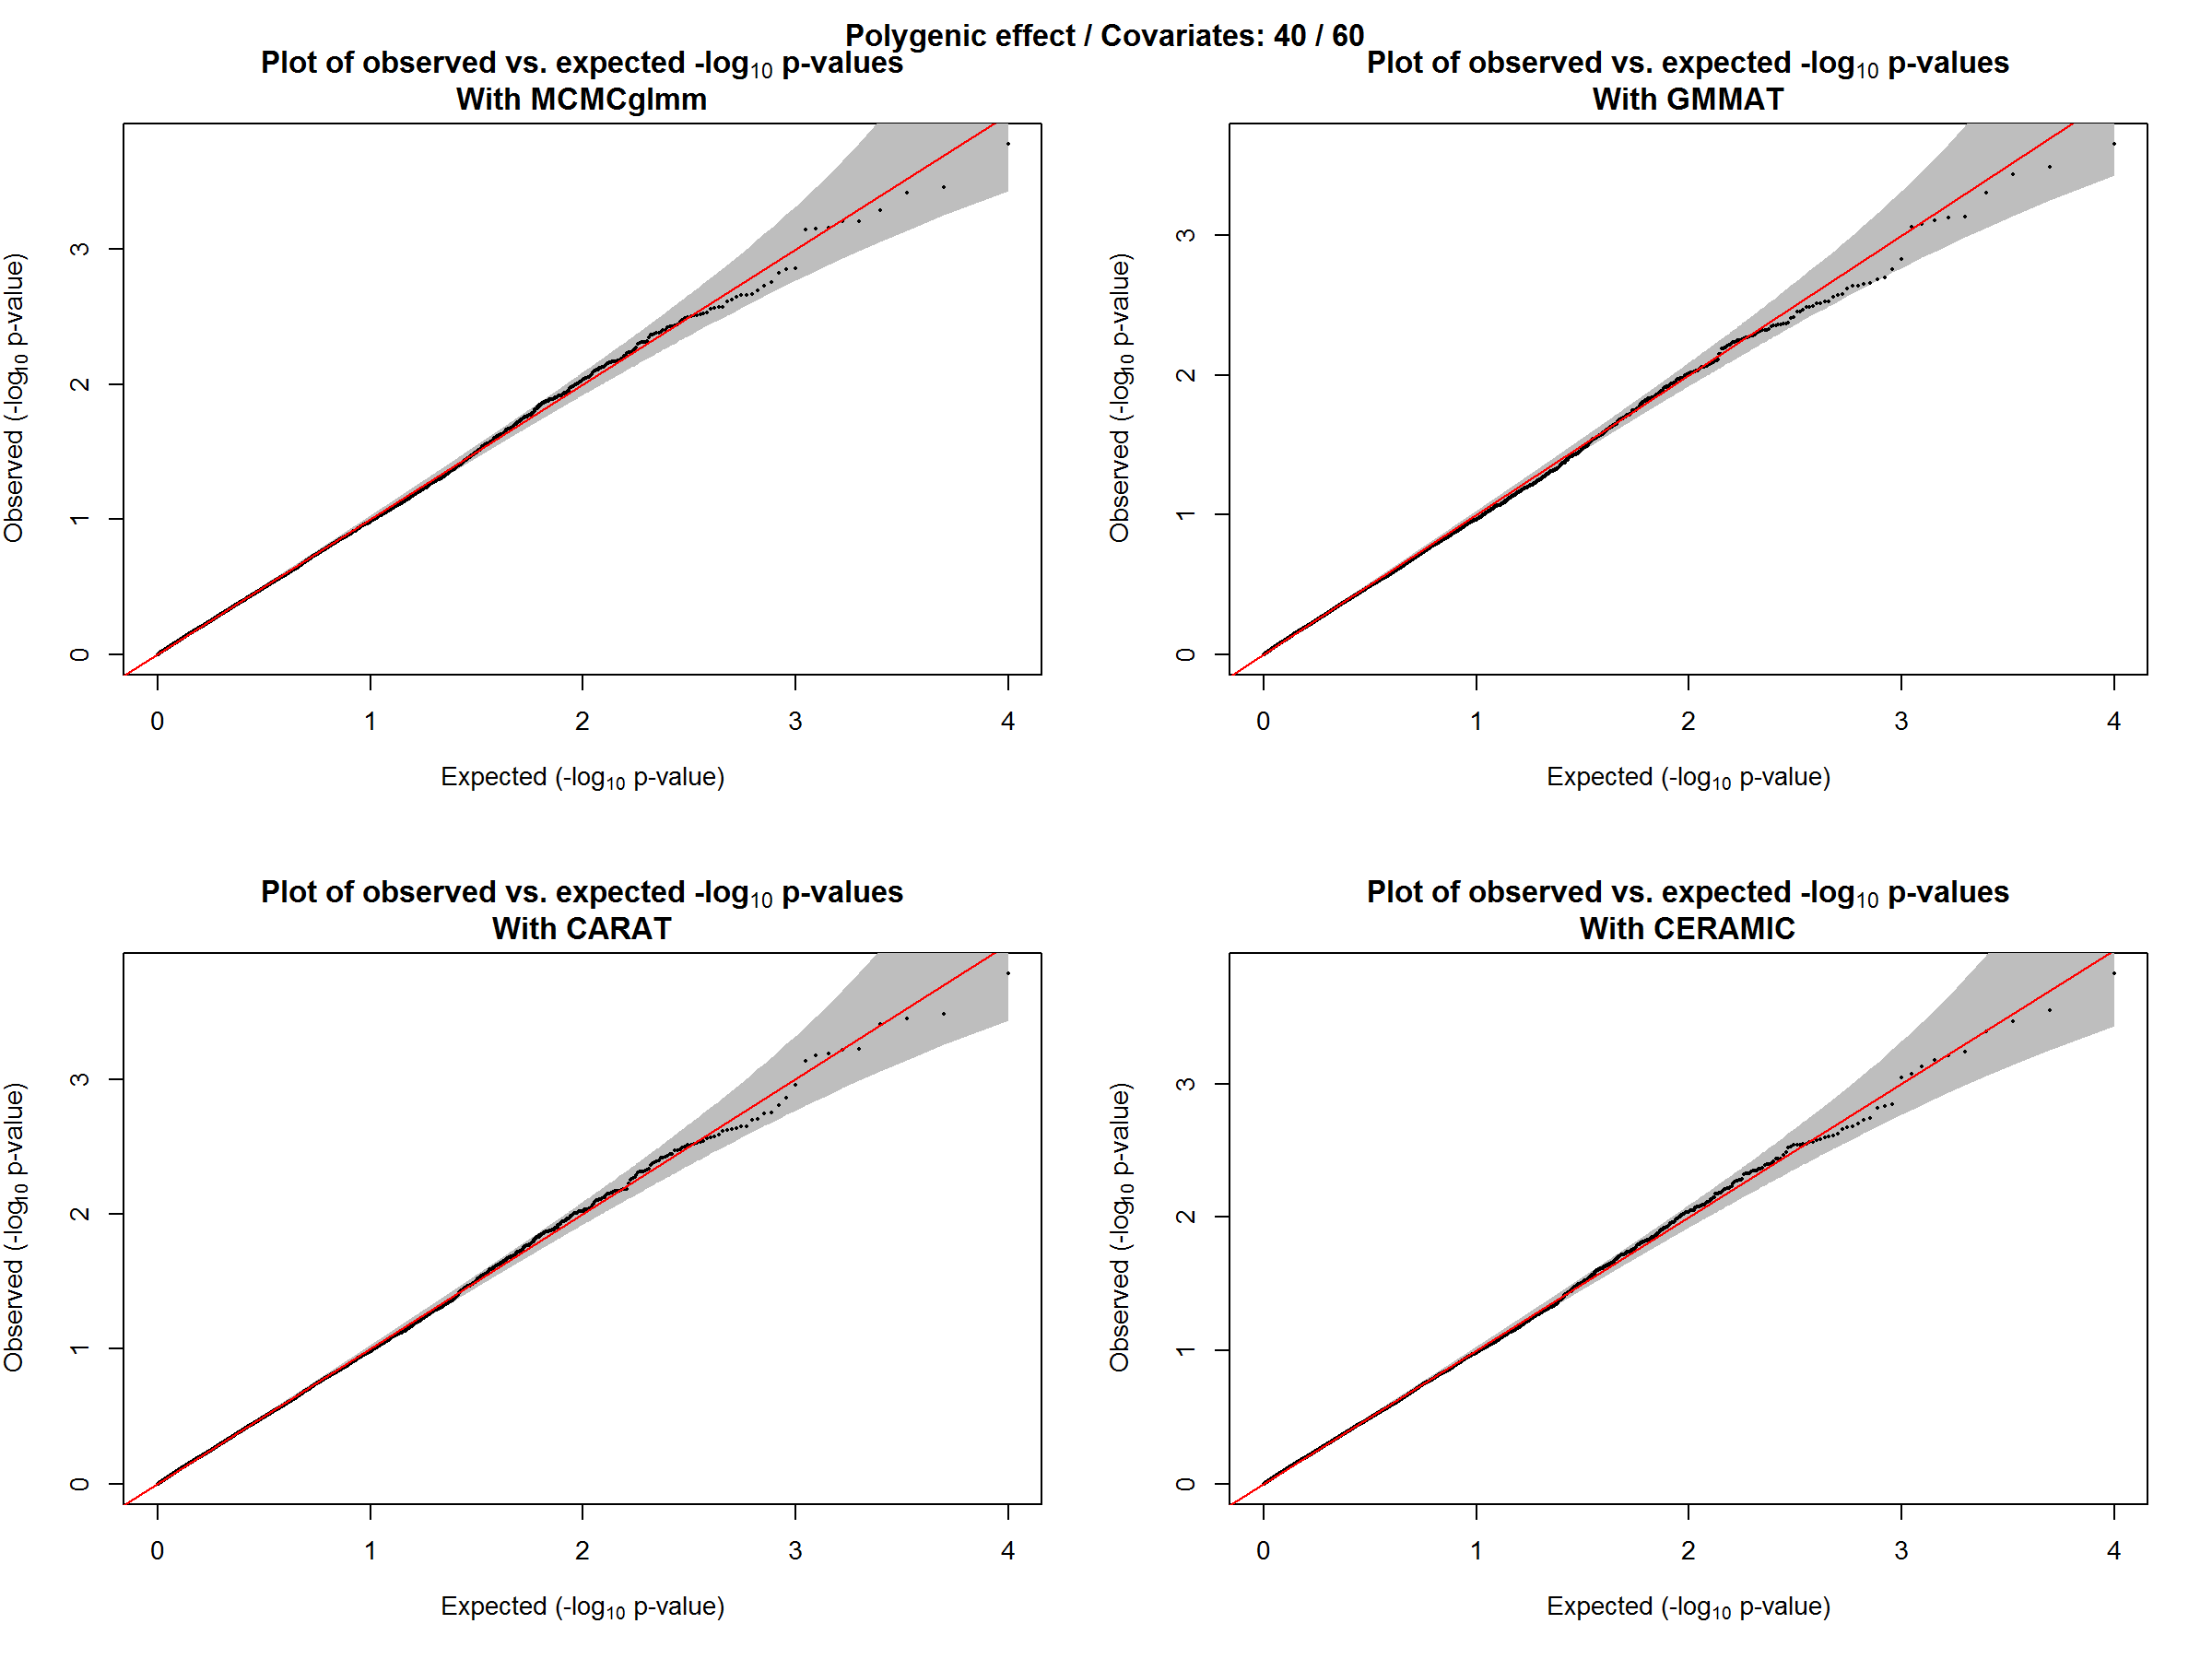 Polygenic effect / Covariates: 40 / 60
Plot of observed vs. expected -log10 p-values
With MCMCglmm
Observed (-log10 p-value)
3
2
1
0
0 1 2 3 4
Expected (-log10 p-value)
Plot of observed vs. expected -log10 p-values
With GMMAT
Observed (-log10 p-value)
3
2
1
0
0 1 2 3 4
Expected (-log10 p-value)
Plot of observed vs. expected -log10 p-values
With CARAT
Observed (-log10 p-value)
3
2
1
0
0 1 2 3 4
Expected (-log10 p-value)
Plot of observed vs. expected -log10 p-values
With CERAMIC
Observed (-log10 p-value)
3
2
1
0
0 1 2 3 4
Expected (-log10 p-value)